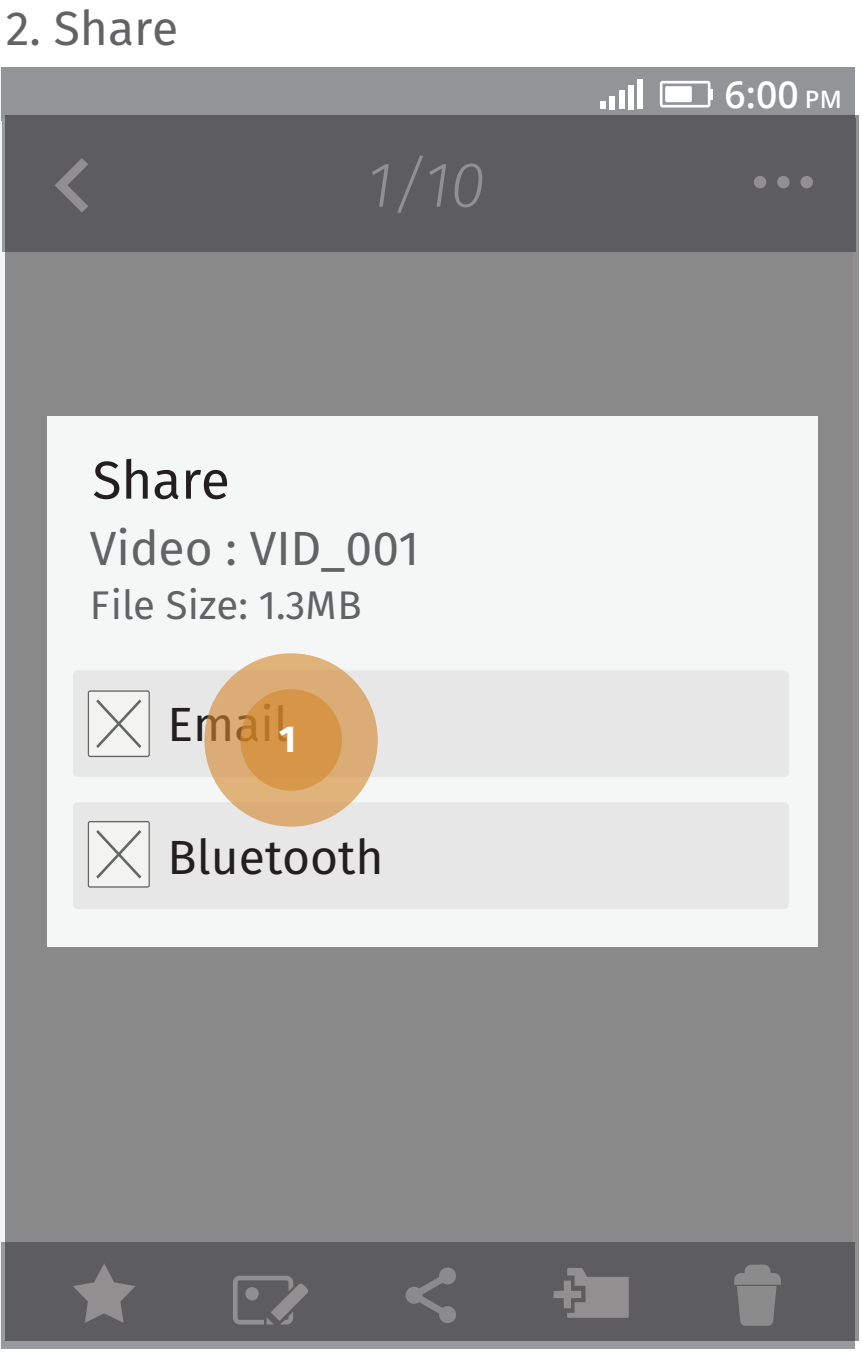 2. Share
6:00 PM
1/10
Share
Video : VID_001
File Size: 1.3MB
Email
1
Bluetooth